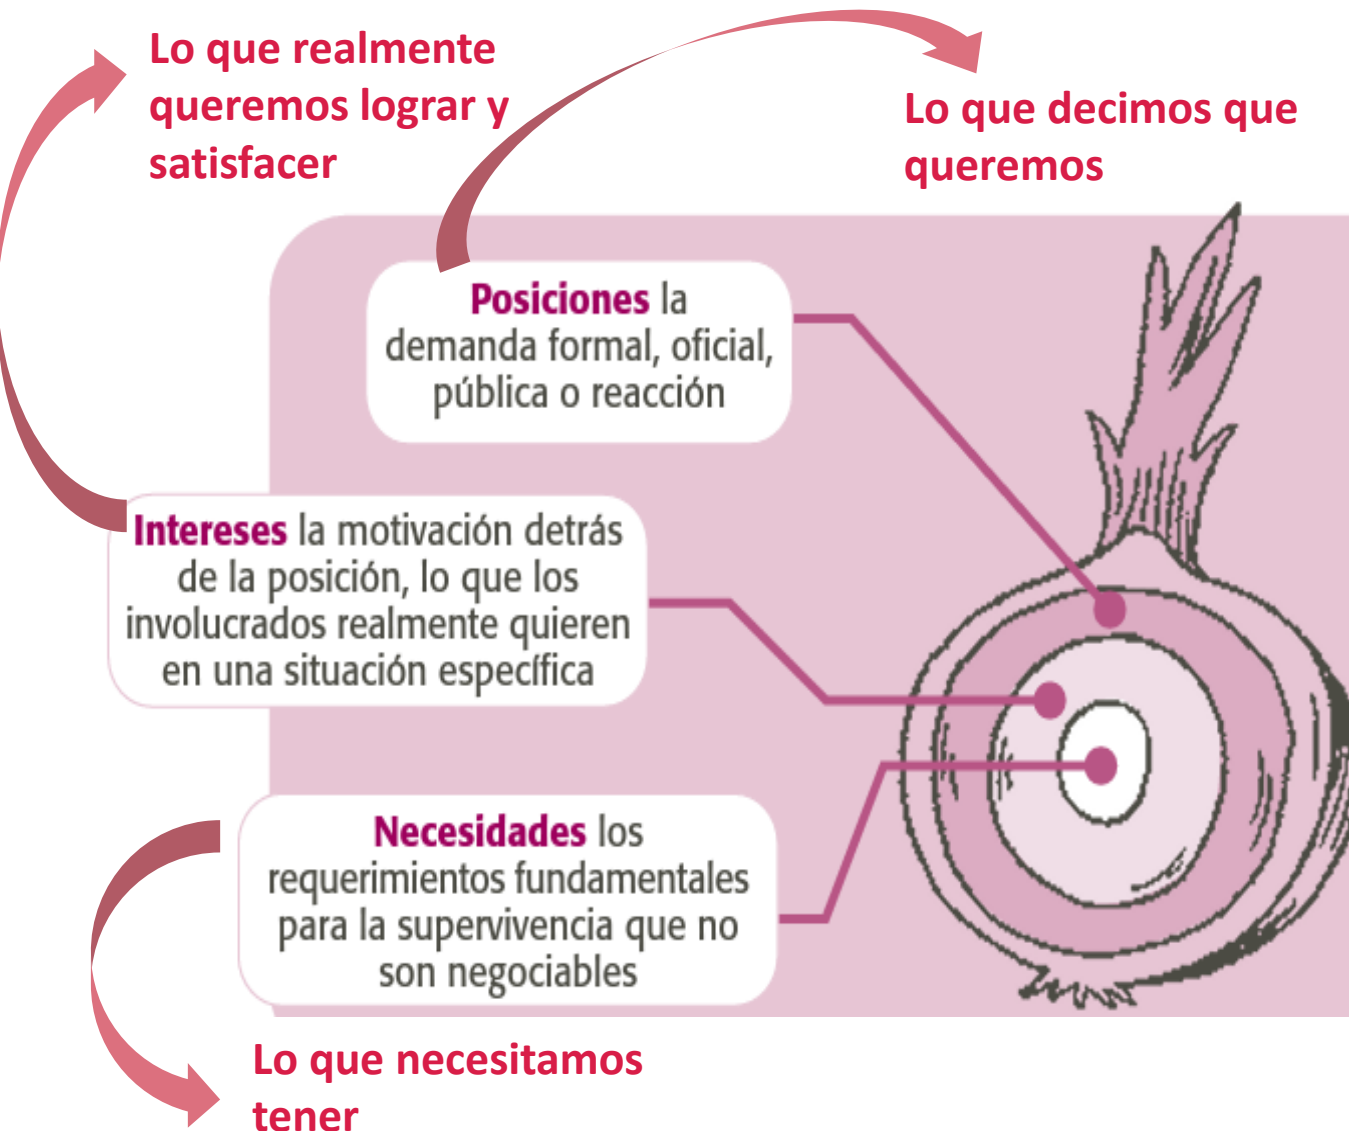 Lo que realmente
queremos lograr y
satisfacer
Lo que decimos que
queremos
Posiciones la
demanda formal, oficial,
pública o reacción
Intereses la motivación detrás
de la posición, lo que los
involucrados realmente quieren
en una situación específica
Necesidades los
requerimientos fundamentales
para la supervivencia que no
son negociables
Lo que necesitamos
tener